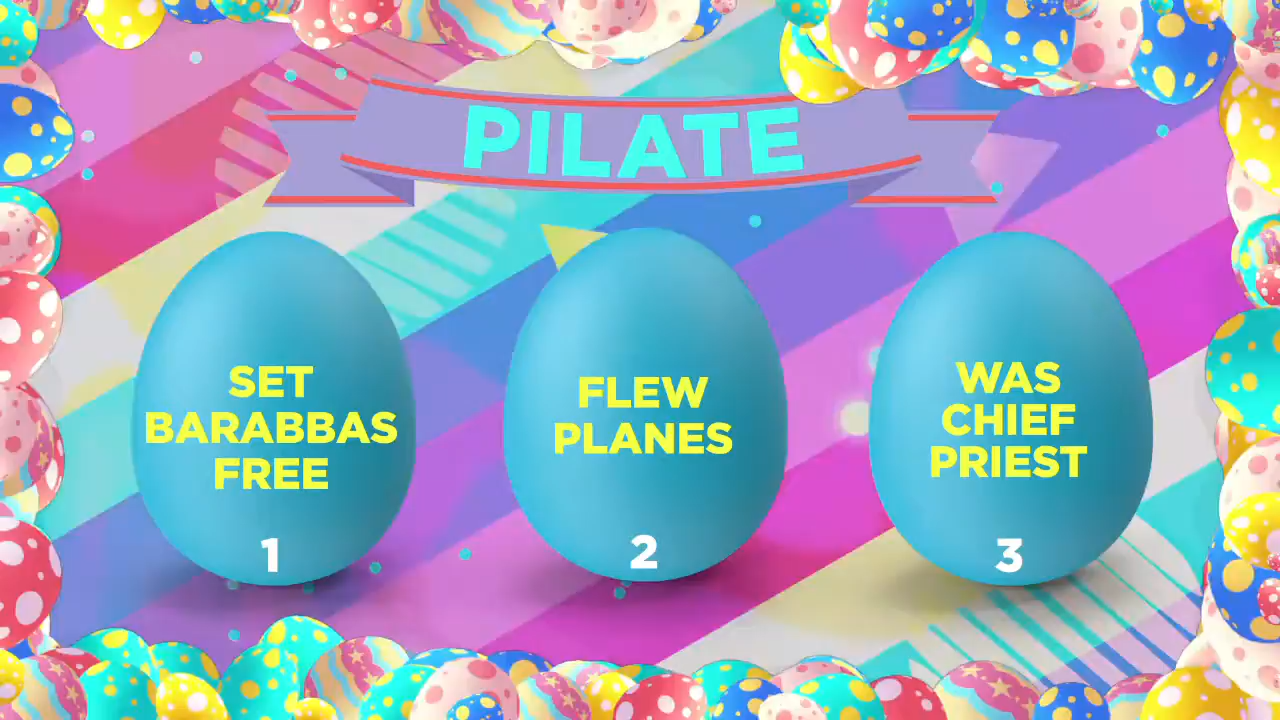 PILATE
SET
BARABBAS
FREE
1
FLEW
PLANES
2
WAS
CHIEF
PRIEST
3